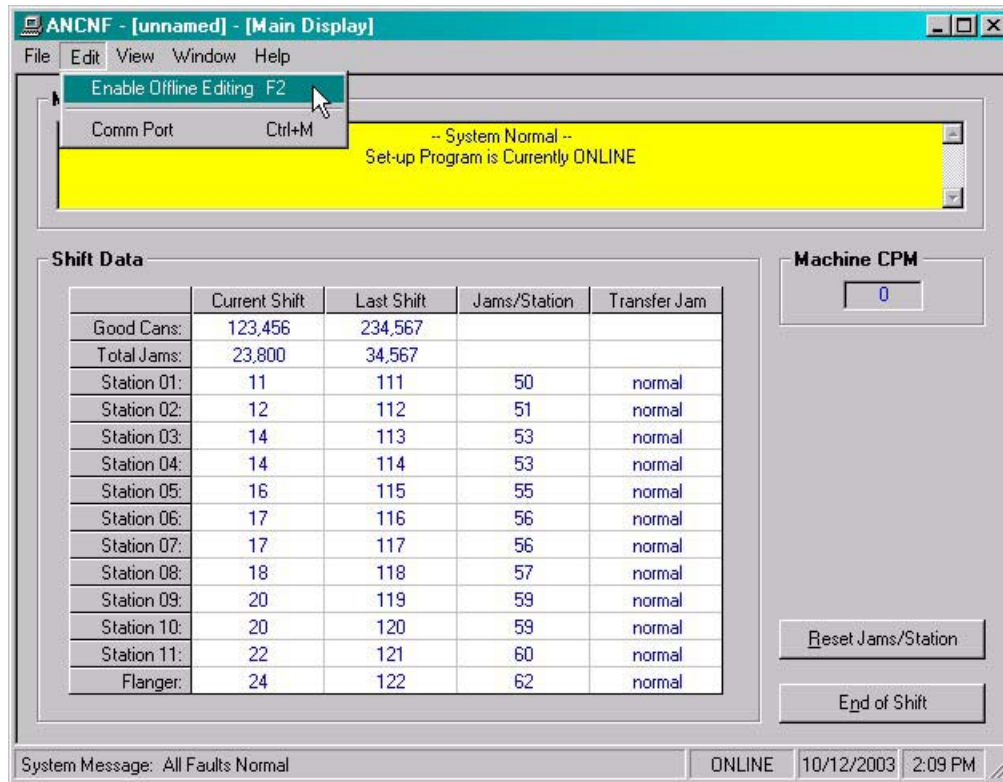 ANCNF - [unnamed] - [Main Display]
File Edit View Window Help
Enable Offline Editing F2
Comm Port Ctrl+M
-- System Normal --
Set-up Program is Currently ONLINE
Shift Data
Machine CPM
0
Current Shift Last Shift Jams/Station Transfer Jam
Good Cans: 123,456 234,567
Total Jams: 23,800 34,567
Station 01: 11 111 50 normal
Station 02: 12 112 51 normal
Station 03: 14 113 53 normal
Station 04: 14 114 53 normal
Station 05: 16 115 55 normal
Station 06: 17 116 56 normal
Station 07: 17 117 56 normal
Station 08: 18 118 57 normal
Station 09: 20 119 59 normal
Station 10: 20 120 59 normal
Station 11: 22 121 60 normal
Flanger: 24 122 62 normal
Reset Jams/Station
End of Shift
System Message: All Faults Normal ONLINE 10/12/2003 2:09 PM